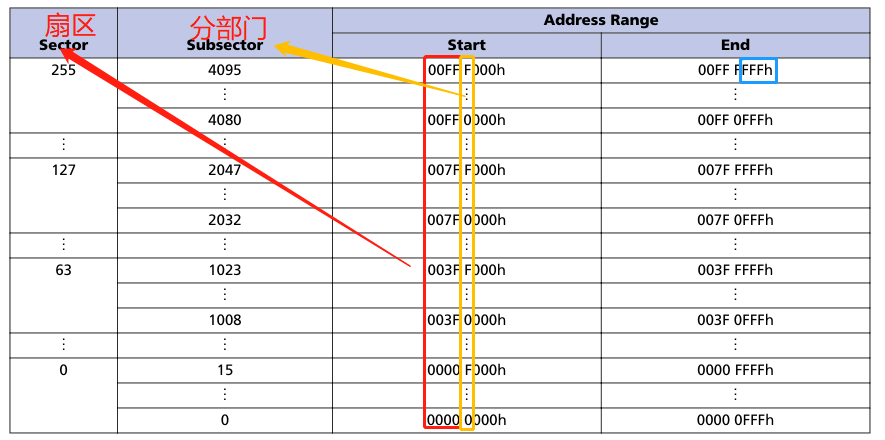 扇区 分部门 Address Range
Sector Subsector Start End
255 4095 00FF F000h 00FF FFFFh
⋮ ⋮ ⋮
4080 00FF 0000h 00FF 0FFFh
⋮ ⋮ ⋮ ⋮
127 2047 007F F000h 007F FFFFh
⋮ ⋮ ⋮
2032 007F 0000h 007F 0FFFh
⋮ ⋮ ⋮ ⋮
63 1023 003F F000h 003F FFFFh
⋮ ⋮ ⋮
1008 003F 0000h 003F 0FFFh
⋮ ⋮ ⋮ ⋮
0 15 0000 F000h 0000 FFFFh
⋮ ⋮ ⋮
0 0000 0000h 0000 0FFFh